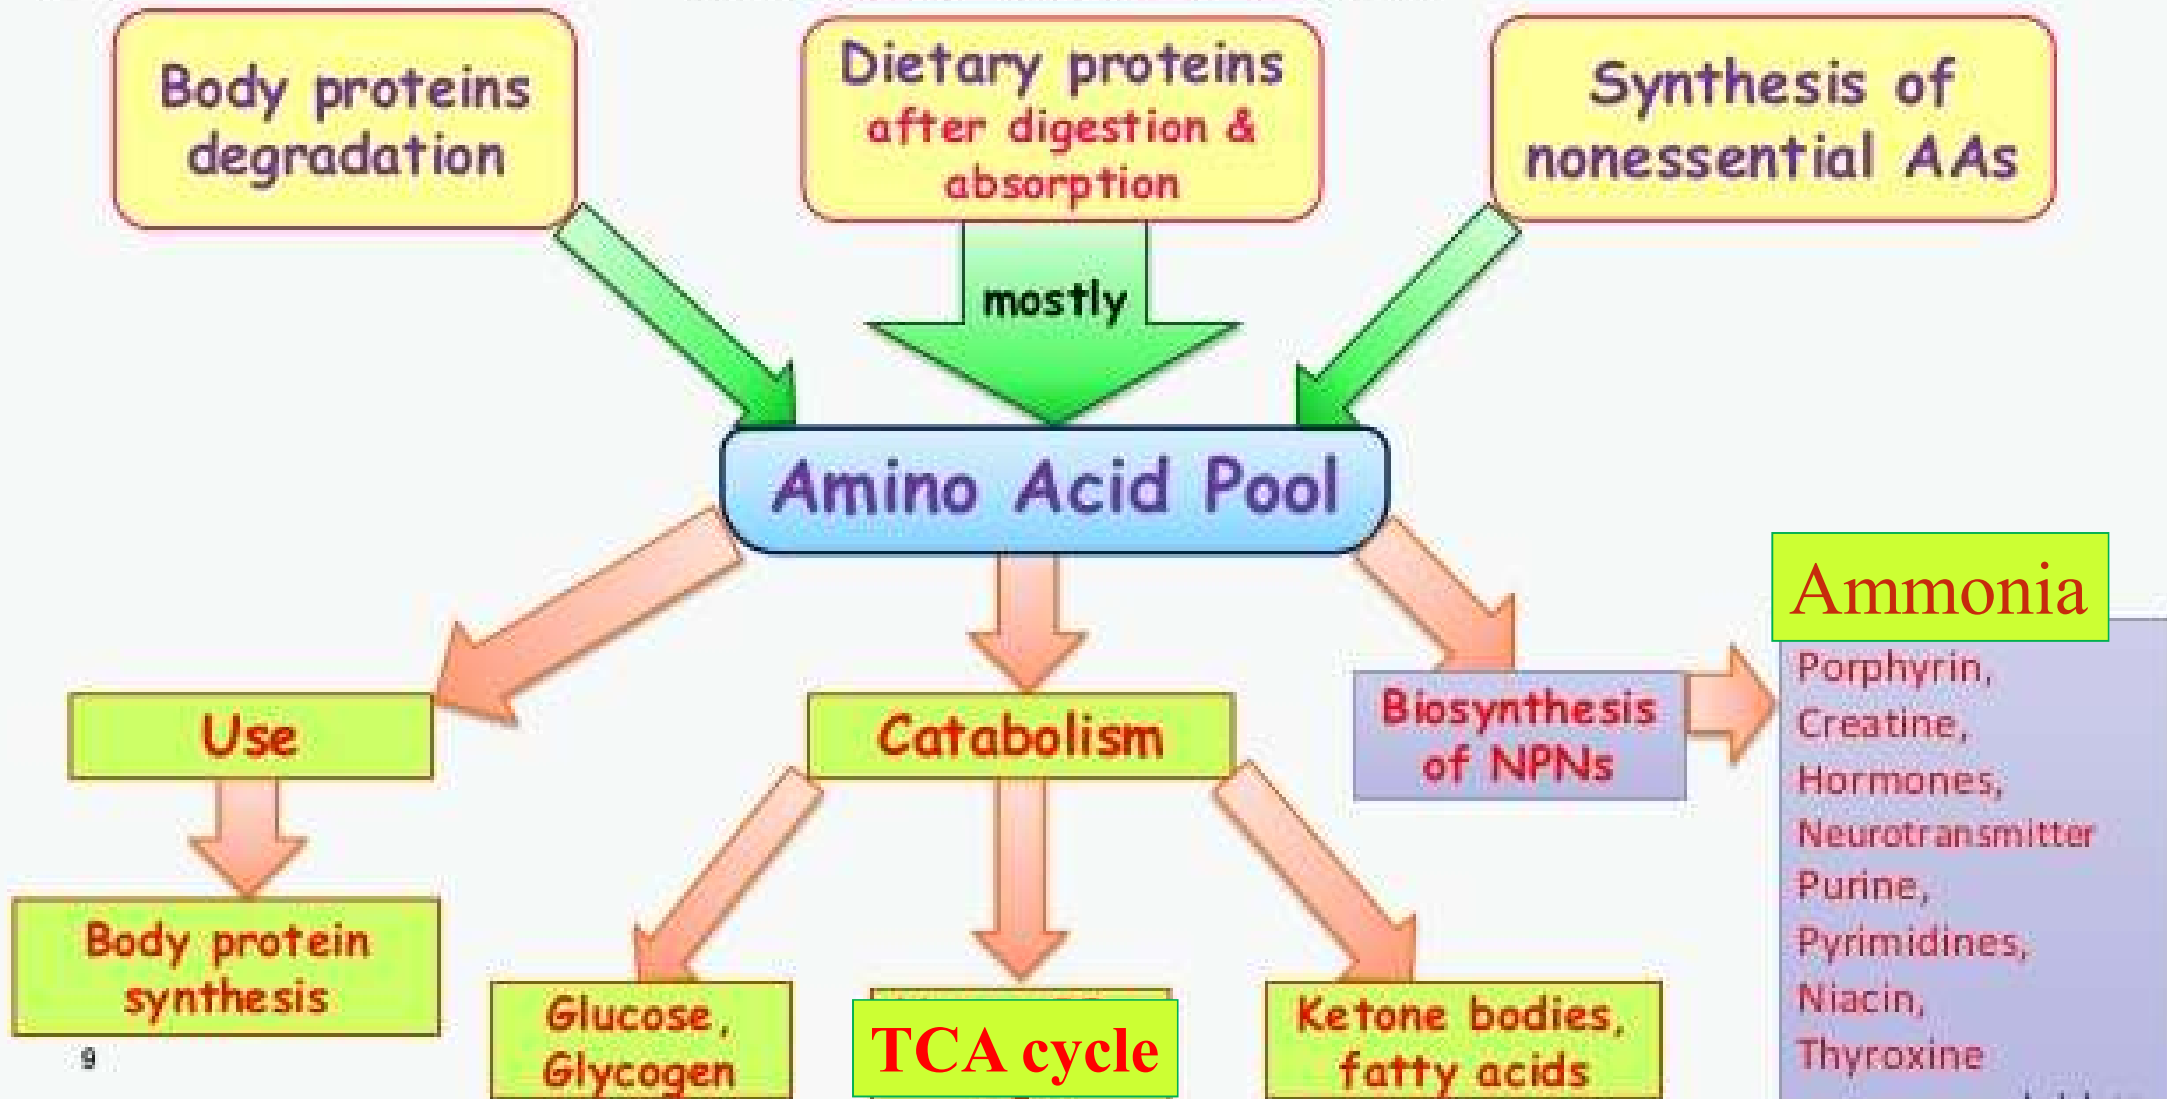 Body proteins
degradation
Dietary proteins
after digestion &
absorption
Synthesis of
nonessential AAs
mostly
Amino Acid Pool
Ammonia
Use
Catabolism
Biosynthesis
of NPNs
Porphyrin,
Creatine,
Hormones,
Neurotransmitter
Purine,
Pyrimidines,
Niacin,
Thyroxine
Body protein
synthesis
Glucose,
Glycogen
TCA cycle
Ketone bodies,
fatty acids
9